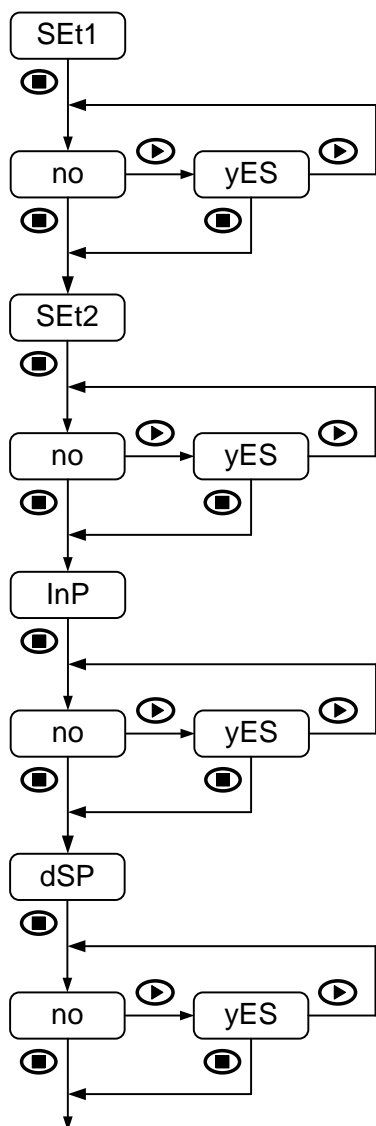 SEt1
no yES
SEt2
no yES
InP
no yES
dSP
no yES